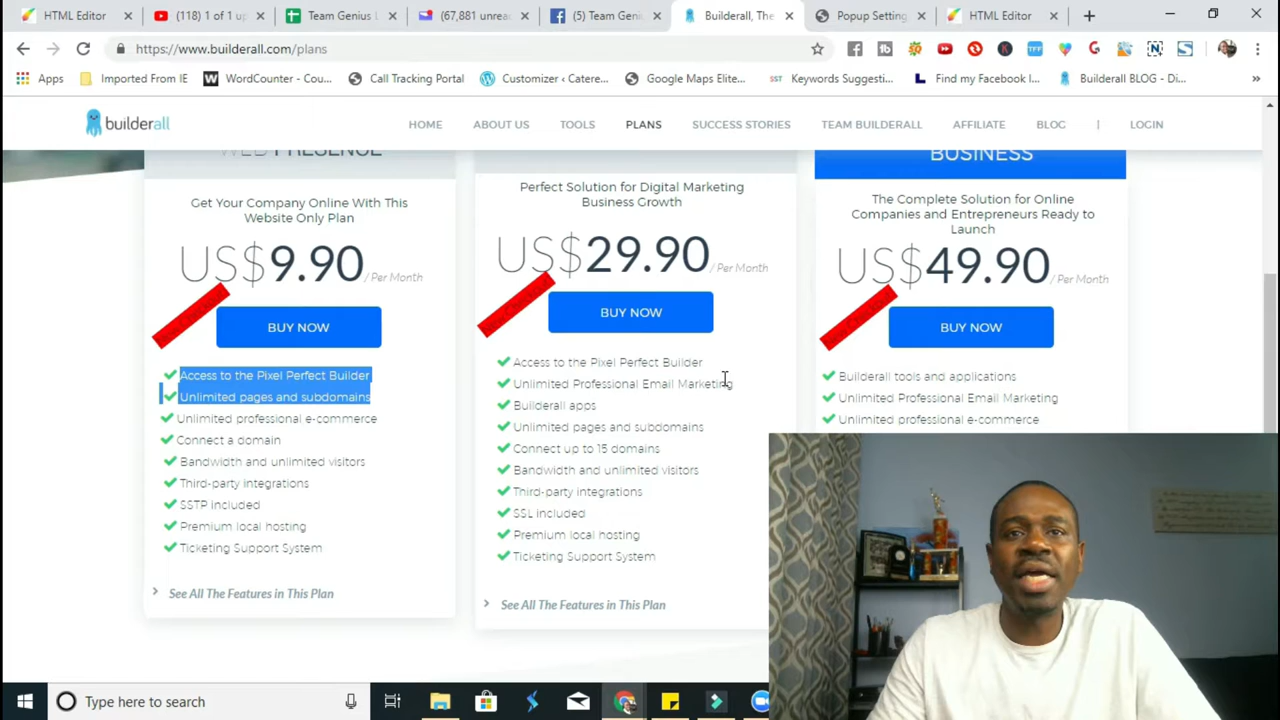 HTML Editor
(118) 1 of 1 u
Team Genius
(67,881 unrea
(5) Team Geni
Builderall, The
Popup Setting
HTML Editor
https://www.builderall.com/plans
Apps
Imported From IE
WordCounter - Cou...
Call Tracking Portal
Customizer ‹ Catere...
Google Maps Elite...
SST
Keywords Suggesti...
Find my Facebook I...
Builderall BLOG - Di...
builderall
HOME
ABOUT US
TOOLS
PLANS
SUCCESS STORIES
TEAM BUILDERALL
AFFILIATE
BLOG
|
LOGIN
WEB PRESENCE
Get Your Company Online With This
Website Only Plan
US$9.90 / Per Month
BUY NOW
Access to the Pixel Perfect Builder
Unlimited pages and subdomains
Unlimited professional e-commerce
Connect a domain
Bandwidth and unlimited visitors
Third-party integrations
SSTP included
Premium local hosting
Ticketing Support System
See All The Features in This Plan
Perfect Solution for Digital Marketing
Business Growth
US$29.90 / Per Month
BUY NOW
Access to the Pixel Perfect Builder
Unlimited Professional Email Marketing
Builderall apps
Unlimited pages and subdomains
Connect up to 15 domains
Bandwidth and unlimited visitors
Third-party integrations
SSL included
Premium local hosting
Ticketing Support System
See All The Features in This Plan
BUSINESS
The Complete Solution for Online
Companies and Entrepreneurs Ready to
Launch
US$49.90 / Per Month
BUY NOW
Builderall tools and applications
Unlimited Professional Email Marketing
Unlimited professional e-commerce
Type here to search